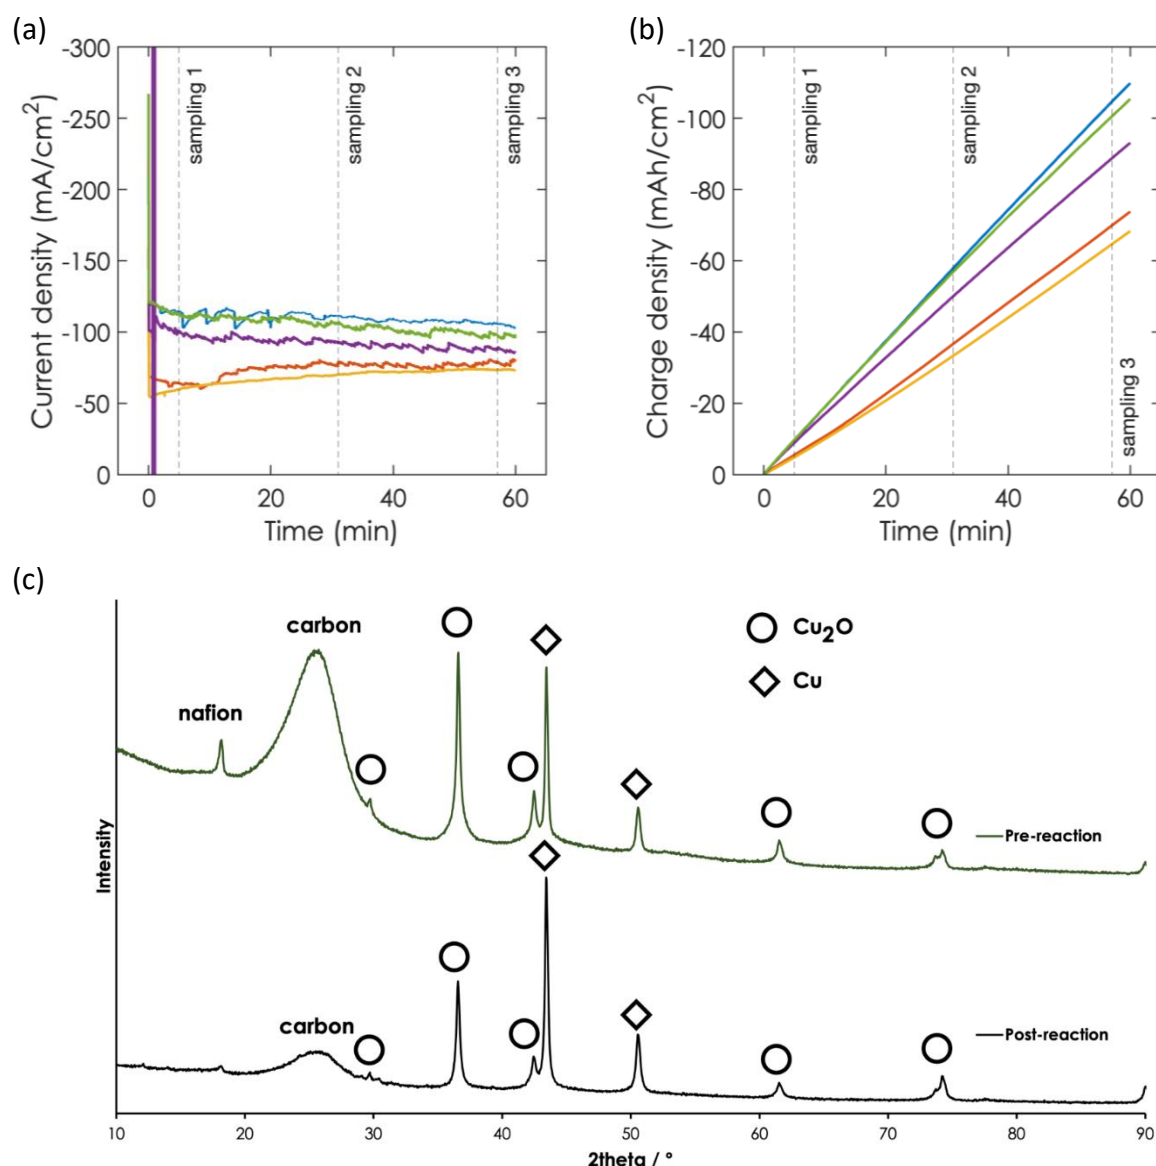 (a)
-300
-250
-200
-150
-100
-50
0
Current density (mA/cm²)
sampling 1
sampling 2
sampling 3
0
20
40
60
Time (min)
(b)
-120
-100
-80
-60
-40
-20
0
Charge density (mAh/cm²)
sampling 1
sampling 2
sampling 3
0
20
40
60
Time (min)
(c)
carbon
nafion
Cu₂O
Cu
Pre-reaction
Intensity
carbon
Post-reaction
10
20
30
40
50
60
70
80
90
2theta / °